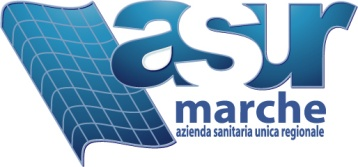 asur
marche
azienda sanitaria unica regionale